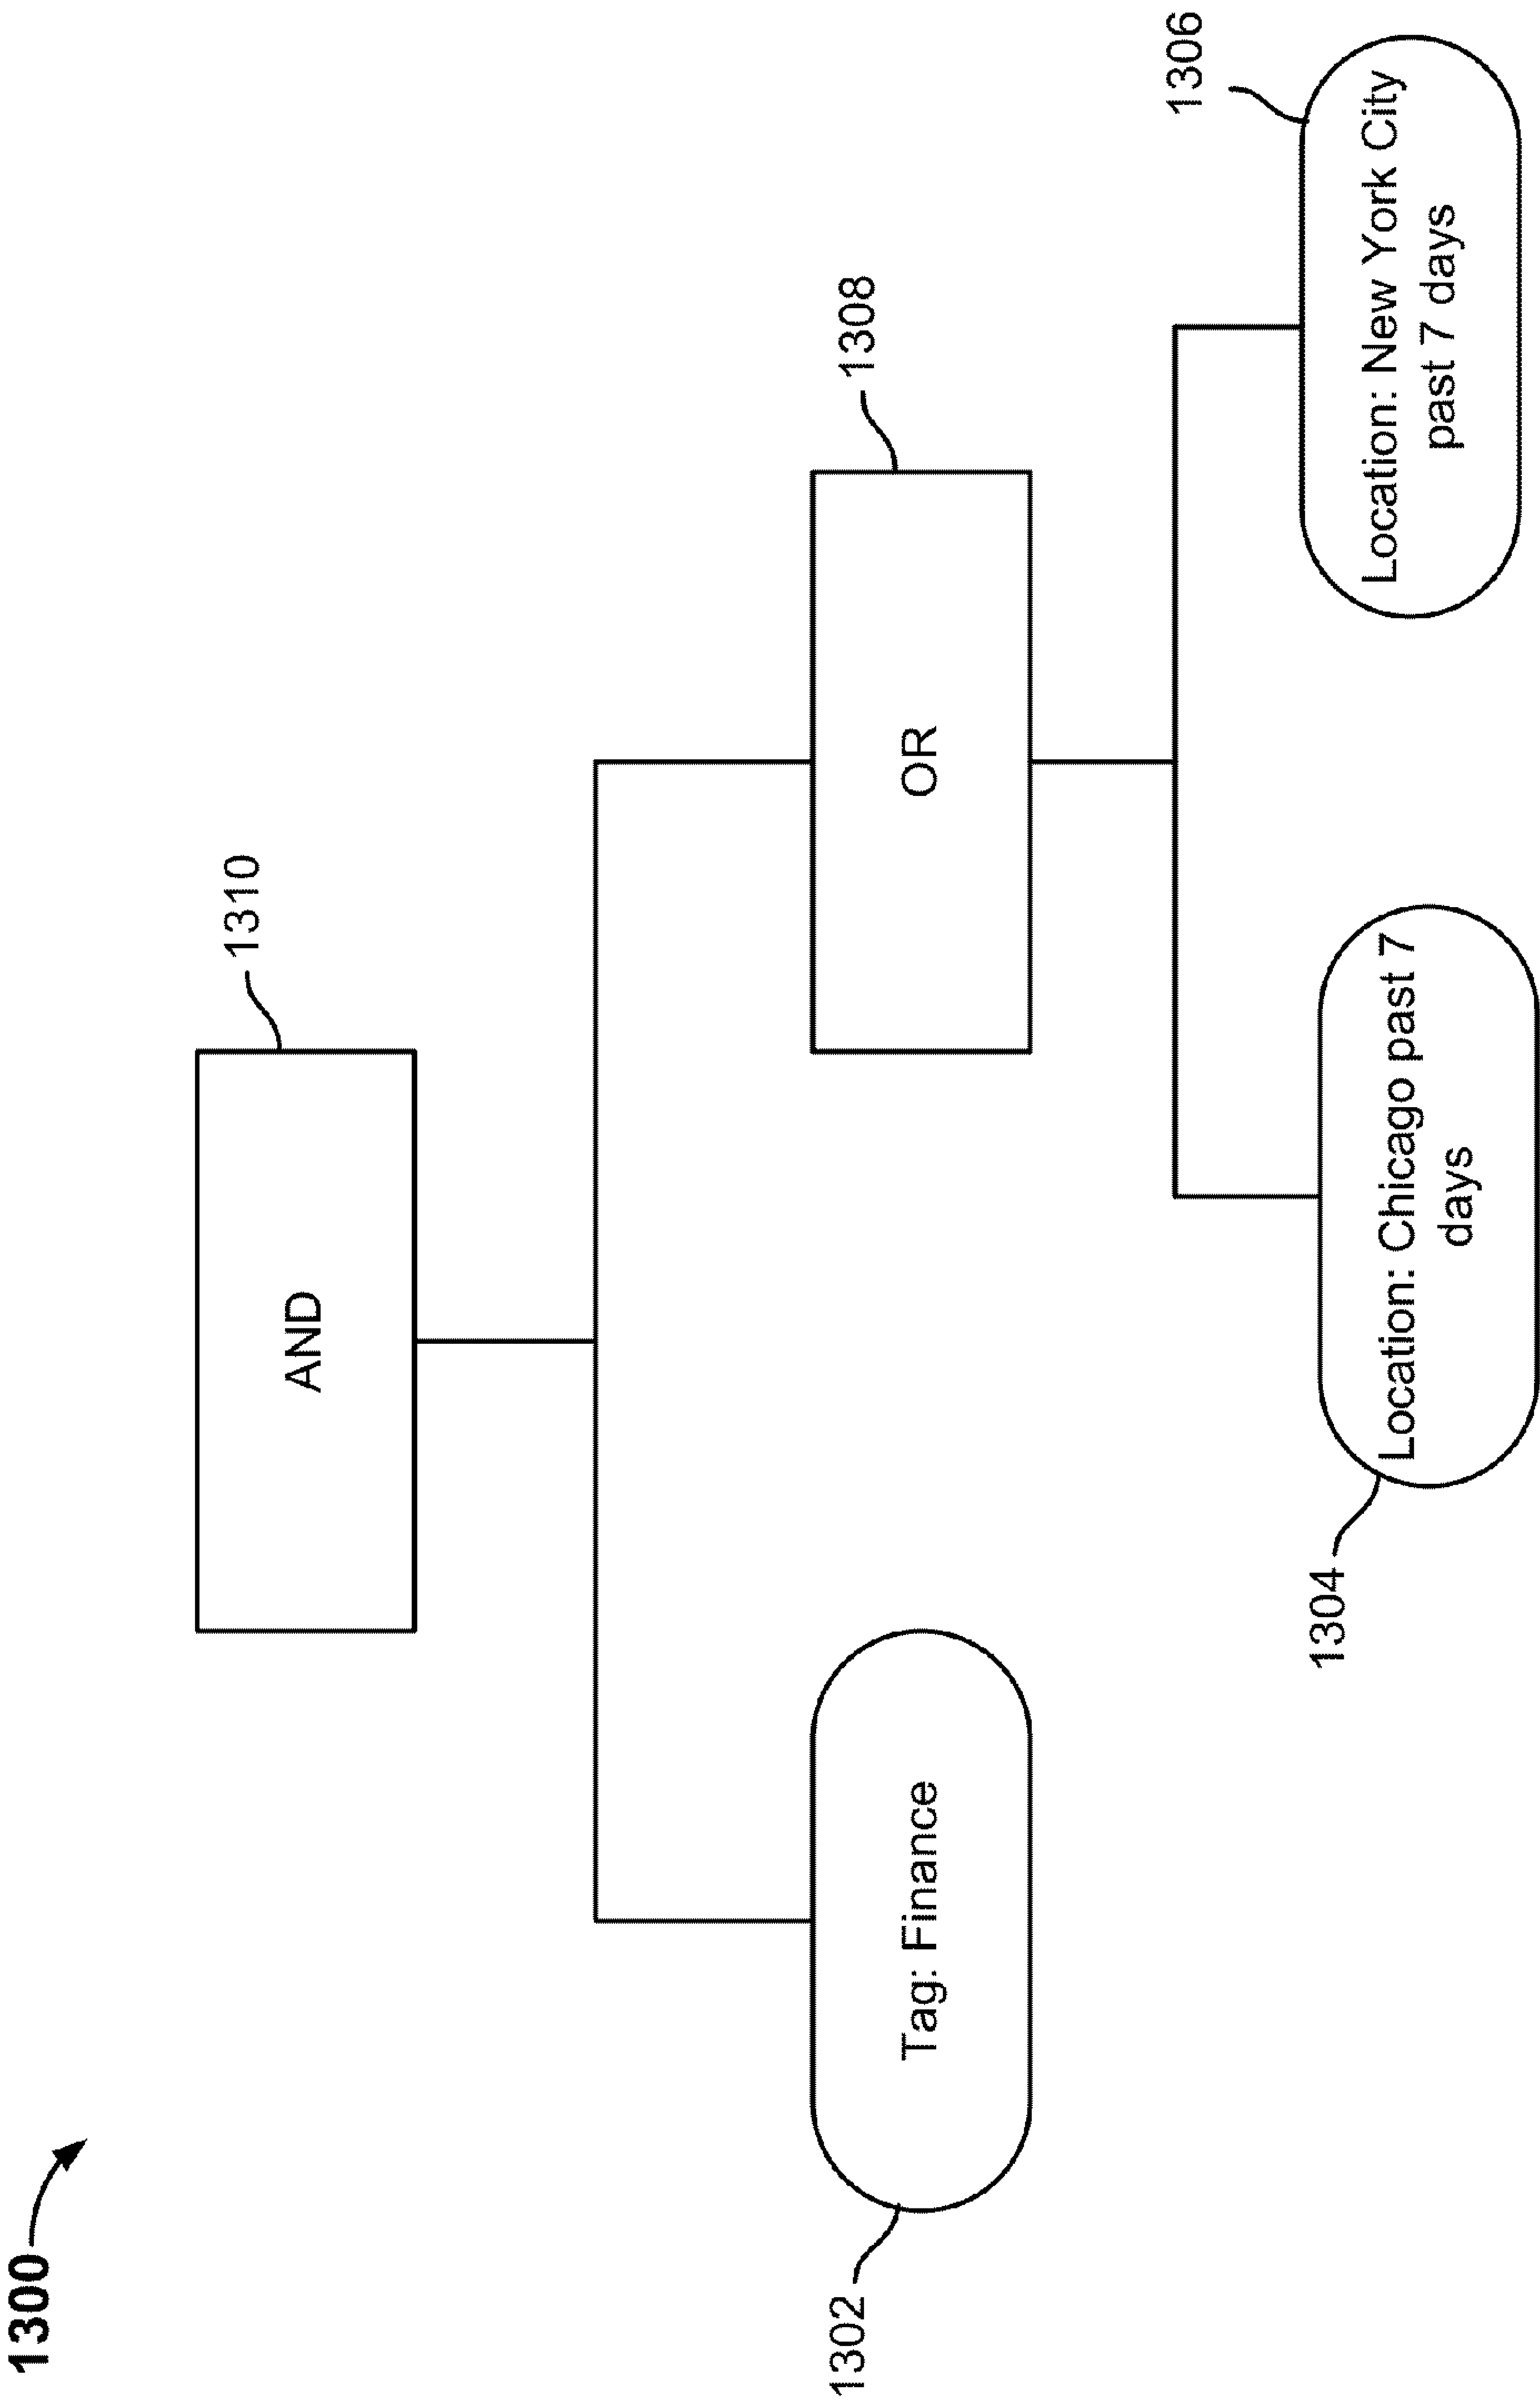 1300
1310
AND
1308
1302
Tag: Finance
OR
1306
1304
Location: Chicago past 7
days
Location: New York City
past 7 days